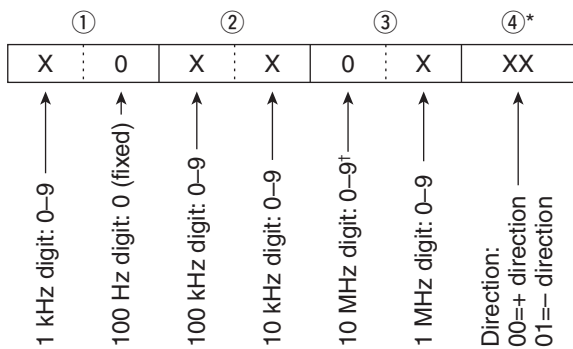 ① ② ③ ④*
X 0 X X 0 X XX
1 kHz digit: 0–9
100 Hz digit: 0 (fixed)
100 kHz digit: 0–9
10 kHz digit: 0–9
10 MHz digit: 0–9†
1 MHz digit: 0–9
Direction:
00=+ direction
01=– direction